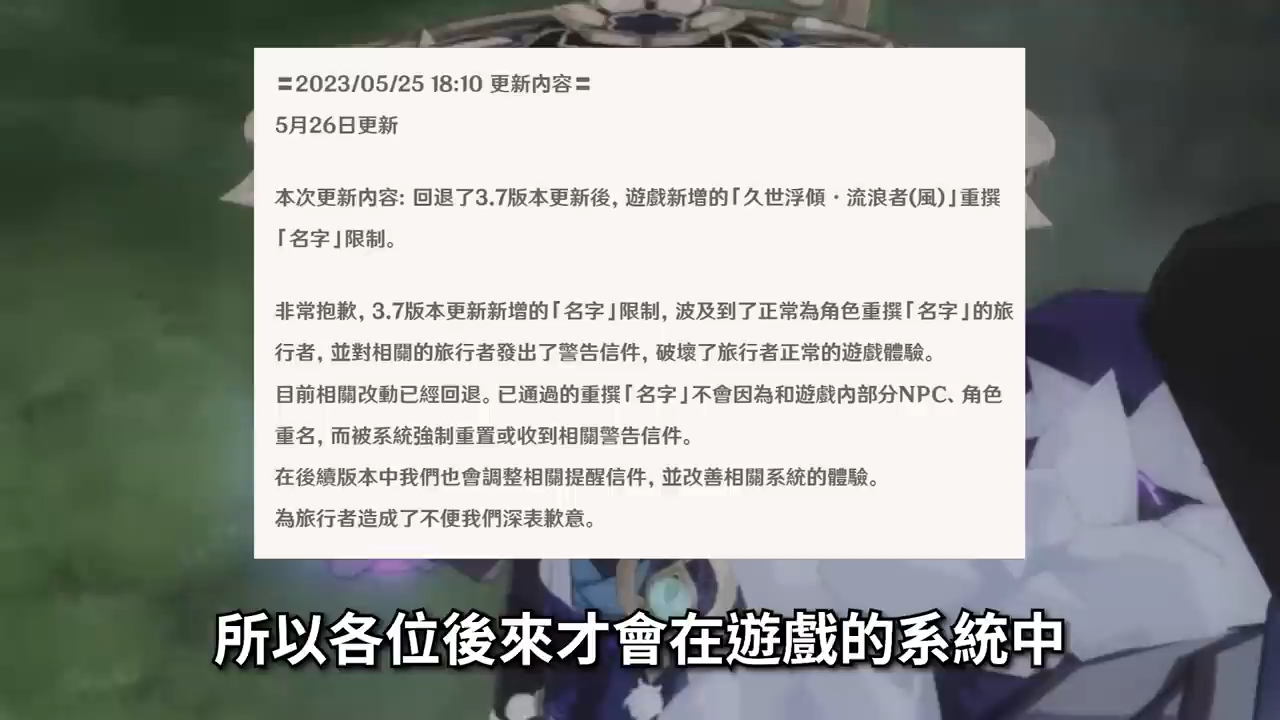 〓2023/05/25 18:10 更新內容〓
5月26日更新
本次更新內容: 回退了3.7版本更新後, 遊戲新增的「久世浮傾・流浪者(風)」重撰
「名字」限制。
非常抱歉, 3.7版本更新新增的「名字」限制, 波及到了正常為角色重撰「名字」的旅
行者, 並對相關的旅行者發出了警告信件, 破壞了旅行者正常的遊戲體驗。
目前相關改動已經回退。已通過的重撰「名字」不會因為和遊戲內部分NPC、角色
重名, 而被系統強制重置或收到相關警告信件。
在後續版本中我們也會調整相關提醒信件, 並改善相關系統的體驗。
為旅行者造成了不便我們深表歉意。
所以各位後來才會在遊戲的系統中